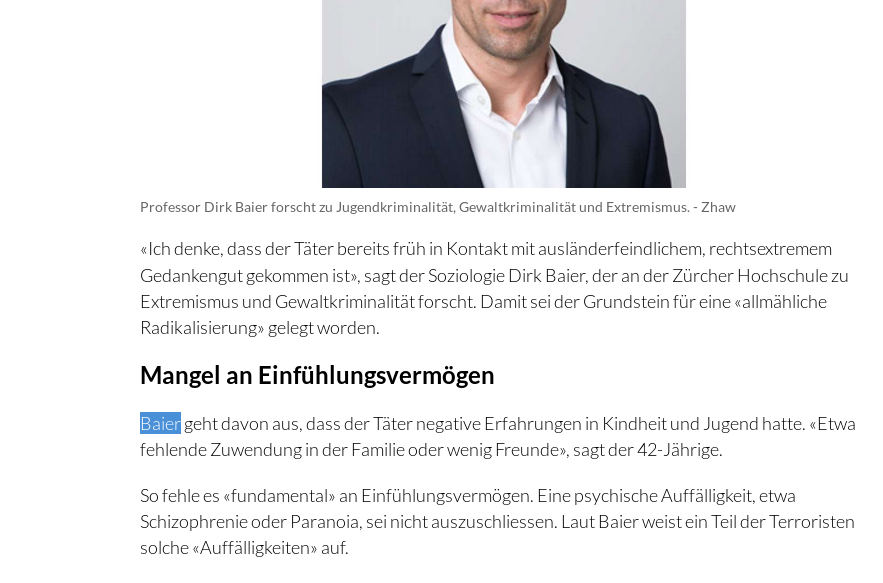 Professor Dirk Baier forscht zu Jugendkriminalität, Gewaltkriminalität und Extremismus. - Zhaw
«Ich denke, dass der Täter bereits früh in Kontakt mit ausländerfeindlichem, rechtsextremem
Gedankengut gekommen ist», sagt der Soziologie Dirk Baier, der an der Zürcher Hochschule zu
Extremismus und Gewaltkriminalität forscht. Damit sei der Grundstein für eine «allmähliche
Radikalisierung» gelegt worden.
Mangel an Einfühlungsvermögen
Baier geht davon aus, dass der Täter negative Erfahrungen in Kindheit und Jugend hatte. «Etwa
fehlende Zuwendung in der Familie oder wenig Freunde», sagt der 42-Jährige.
So fehle es «fundamental» an Einfühlungsvermögen. Eine psychische Auffälligkeit, etwa
Schizophrenie oder Paranoia, sei nicht auszuschliessen. Laut Baier weist ein Teil der Terroristen
solche «Auffälligkeiten» auf.